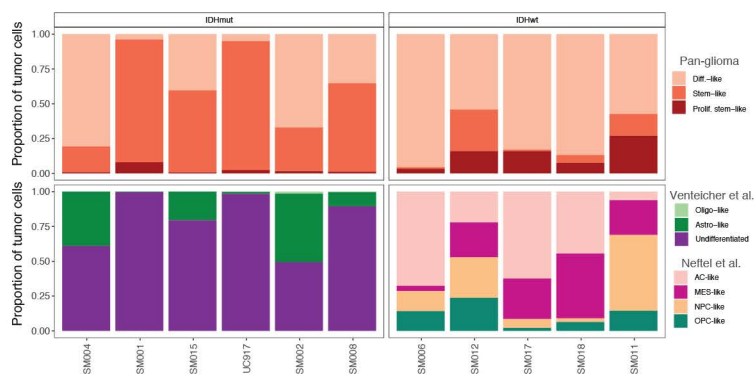 IDHmut
IDHwt
Proportion of tumor cells
1.00
0.75
0.50
0.25
0.00
Pan-glioma
Diff.-like
Stem-like
Prolif. stem-like
Proportion of tumor cells
1.00
0.75
0.50
0.25
0.00
Venteicher et al.
Oligo-like
Astro-like
Undifferentiated
Neftel et al.
AC-like
MES-like
NPC-like
OPC-like
SM004
SM001
SM015
UC917
SM002
SM008
SM006
SM012
SM017
SM018
SM011